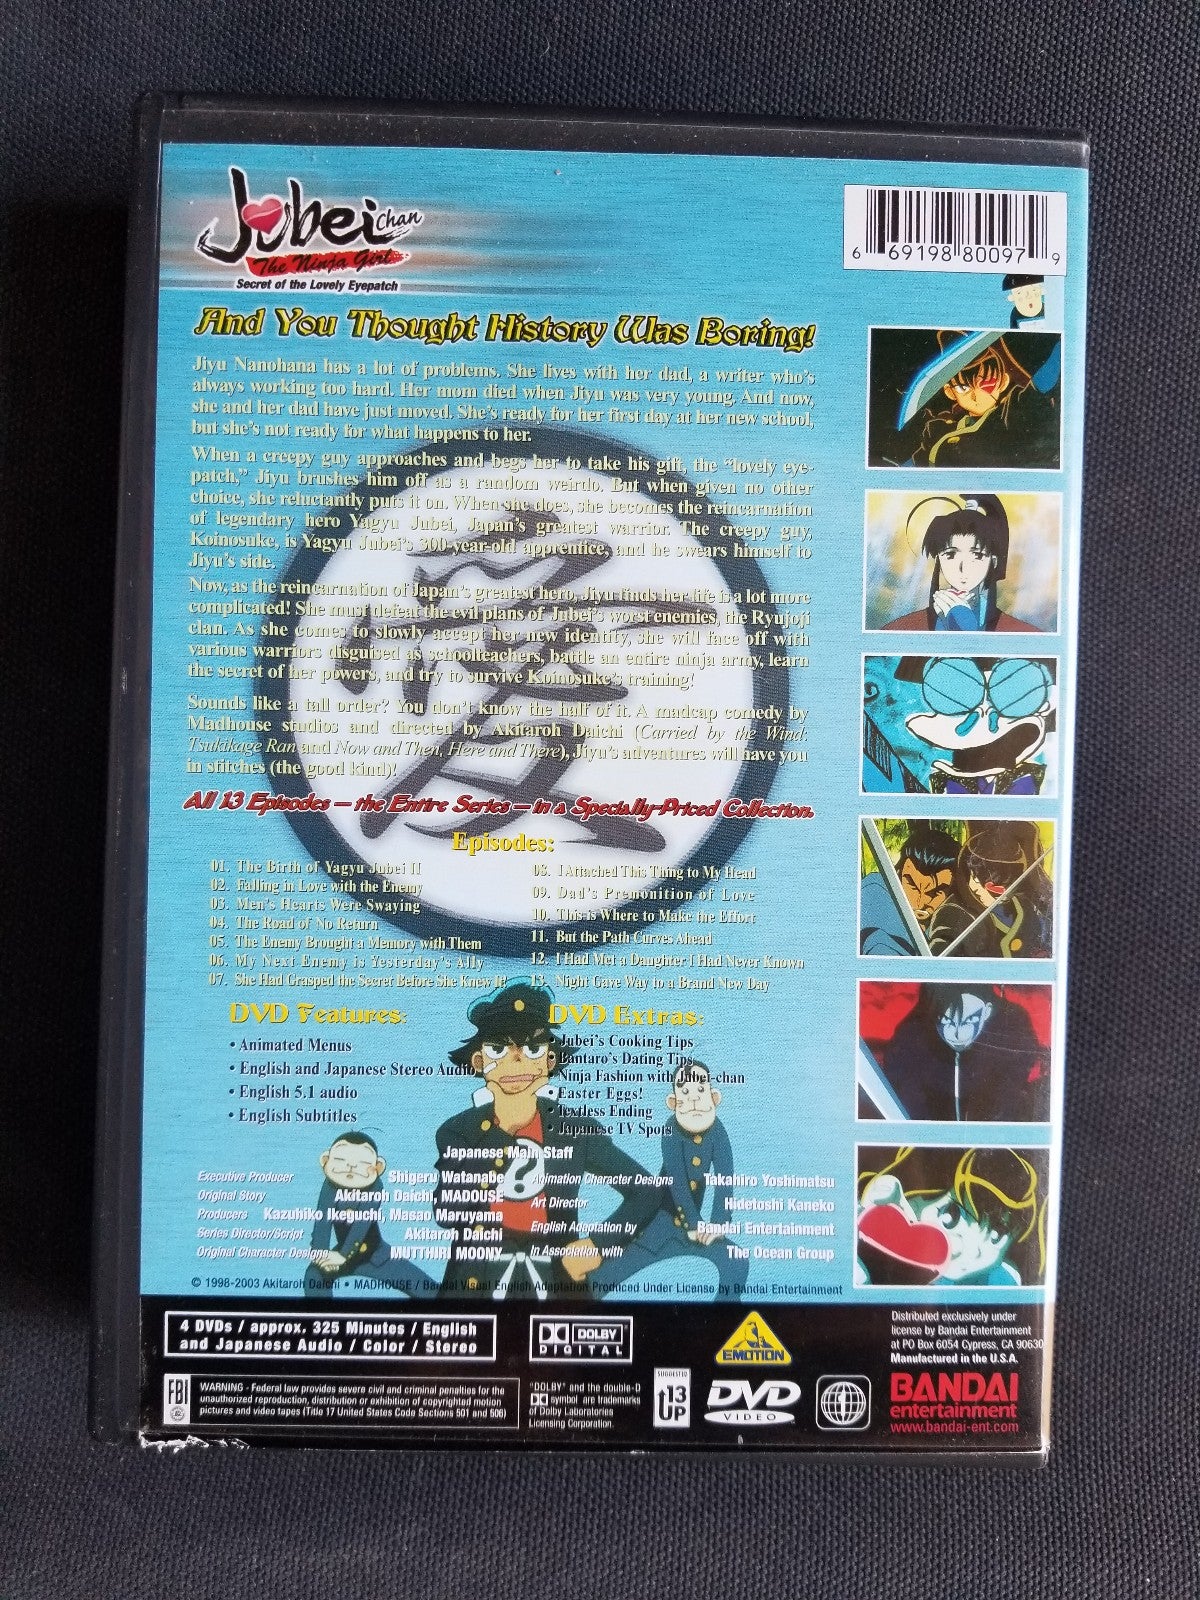 Jubei Chan
The Ninja Girl
Secret of the Lovely Eyepatch
6 69198 80097 9
And You Thought History Was Boring!
Jiyu Nanohana has a lot of problems. She lives with her dad, a writer who's
always working too hard. Her mom died when Jiyu was very young. And now,
she and her dad have just moved. She's ready for her first day at her new school,
but she's not ready for what happens to her.
When a creepy guy approaches and begs her to take his gift, the "lovely eye-
patch," Jiyu brushes him off as a random weirdo. But when given no other
choice, she reluctantly puts it on. When she does, she becomes the reincarnation
of legendary hero Yagyu Jubei, Japan's greatest warrior. The creepy guy,
Koinosuke, is Yagyu Jubei's 300-year-old apprentice, and he swears himself to
Jiyu's side.
Now, as the reincarnation of Japan's greatest hero, Jiyu finds her life is a lot more
complicated! She must defeat the evil plans of Jubei's worst enemies, the Ryujoji
clan. As she comes to slowly accept her new identity, she will face off with
various warriors disguised as schoolteachers, battle an entire ninja army, learn
the secret of her powers, and try to survive Koinosuke's training!
Sounds like a tall order? You don't know the half of it. A madcap comedy by
Madhouse studios and directed by Akitaroh Daichi (Carried by the Wind:
Tsukikage Ran and Now and Then, Here and There), Jiyu's adventures will have you
in stitches (the good kind)!
All 13 Episodes – the Entire Series – in a Specially-Priced Collection.
Episodes:
01. The Birth of Yagyu Jubei II
02. Falling in Love with the Enemy
03. Men's Hearts Were Swaying
04. The Road of No Return
05. The Enemy Brought a Memory with Them
06. My Next Enemy is Yesterday's Ally
07. She Had Grasped the Secret Before She Knew It!
08. I Attached This Thing to My Head
09. Dad's Premonition of Love
10. This is Where to Make the Effort
11. But the Path Curves Ahead
12. I Had Met a Daughter I Had Never Known
13. Night Gave Way to a Brand New Day
DVD Features:
• Animated Menus
• English and Japanese Stereo Audio
• English 5.1 audio
• English Subtitles
DVD Extras:
• Jubei's Cooking Tips
• Bantaro's Dating Tips
• Ninja Fashion with Jubei-chan
• Easter Eggs!
• Textless Ending
• Japanese TV Spots
Japanese Main Staff
Executive Producer Shigeru Watanabe
Original Story Akitaroh Daichi, MADOUSE
Producers Kazuhiko Ikeguchi, Masao Maruyama
Series Director/Script Akitaroh Daichi
Original Character Designs MUTTHIRI MOONX
Animation Character Designs Takahiro Yoshimatsu
Art Director Hidetoshi Kaneko
English Adaptation by Bandai Entertainment
In Association with The Ocean Group
© 1998-2003 Akitaroh Daichi • MADHOUSE / Bandai Visual English Adaptation Produced Under License by Bandai Entertainment
4 DVDs / approx. 325 Minutes / English
and Japanese Audio / Color / Stereo
DOLBY
DIGITAL
EMOTION
Distributed exclusively under
license by Bandai Entertainment
at PO Box 6054 Cypress, CA 90630
Manufactured in the U.S.A.
FBI
WARNING - Federal law provides severe civil and criminal penalties for the
unauthorized reproduction, distribution or exhibition of copyrighted motion
pictures and video tapes (Title 17 United States Code Sections 501 and 506)
"DOLBY" and the double-D
symbol are trademarks
of Dolby Laboratories
Licensing Corporation.
SUGGESTED
13
UP
DVD
VIDEO
BANDAI
entertainment
www.bandai-ent.com